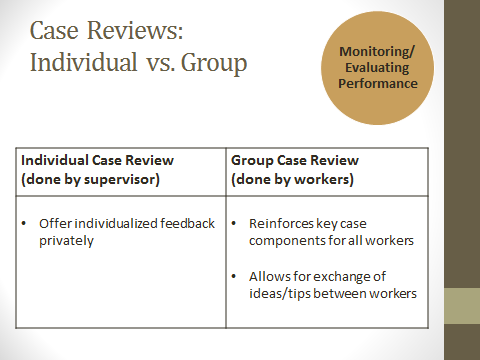 Case Reviews:
Individual vs. Group
Monitoring/
Evaluating
Performance
Individual Case Review
(done by supervisor)
Group Case Review
(done by workers)
• Offer individualized feedback
privately
• Reinforces key case
components for all workers
• Allows for exchange of
ideas/tips between workers